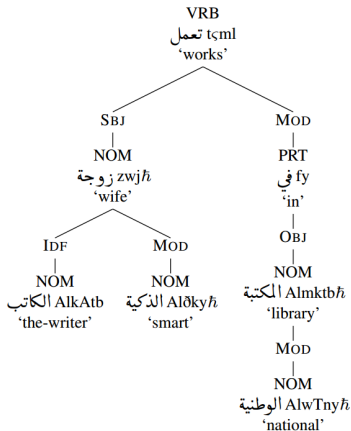 VRB
تعمل tςml
‘works’
SBJ
MOD
NOM
زوجة zwjħ
‘wife’
PRT
في fy
‘in’
IDF
MOD
OBJ
NOM
الكاتب AlkAtb
‘the-writer’
NOM
الذكية Alðkyħ
‘smart’
NOM
المكتبة Almktbħ
‘library’
MOD
NOM
الوطنية AlwTnyħ
‘national’